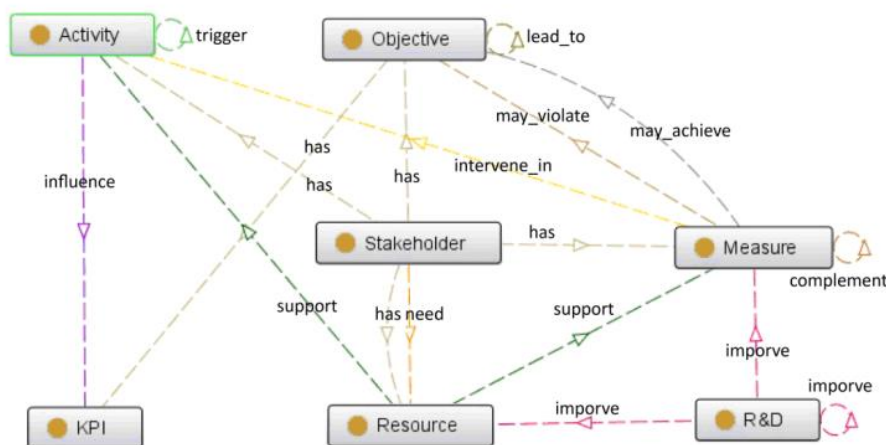 Activity
trigger
Objective
lead_to
may_violate
may_achieve
has
intervene_in
influence
has
has
Stakeholder
has
Measure
complement
support
has need
support
imporve
imporve
KPI
Resource
imporve
R&D